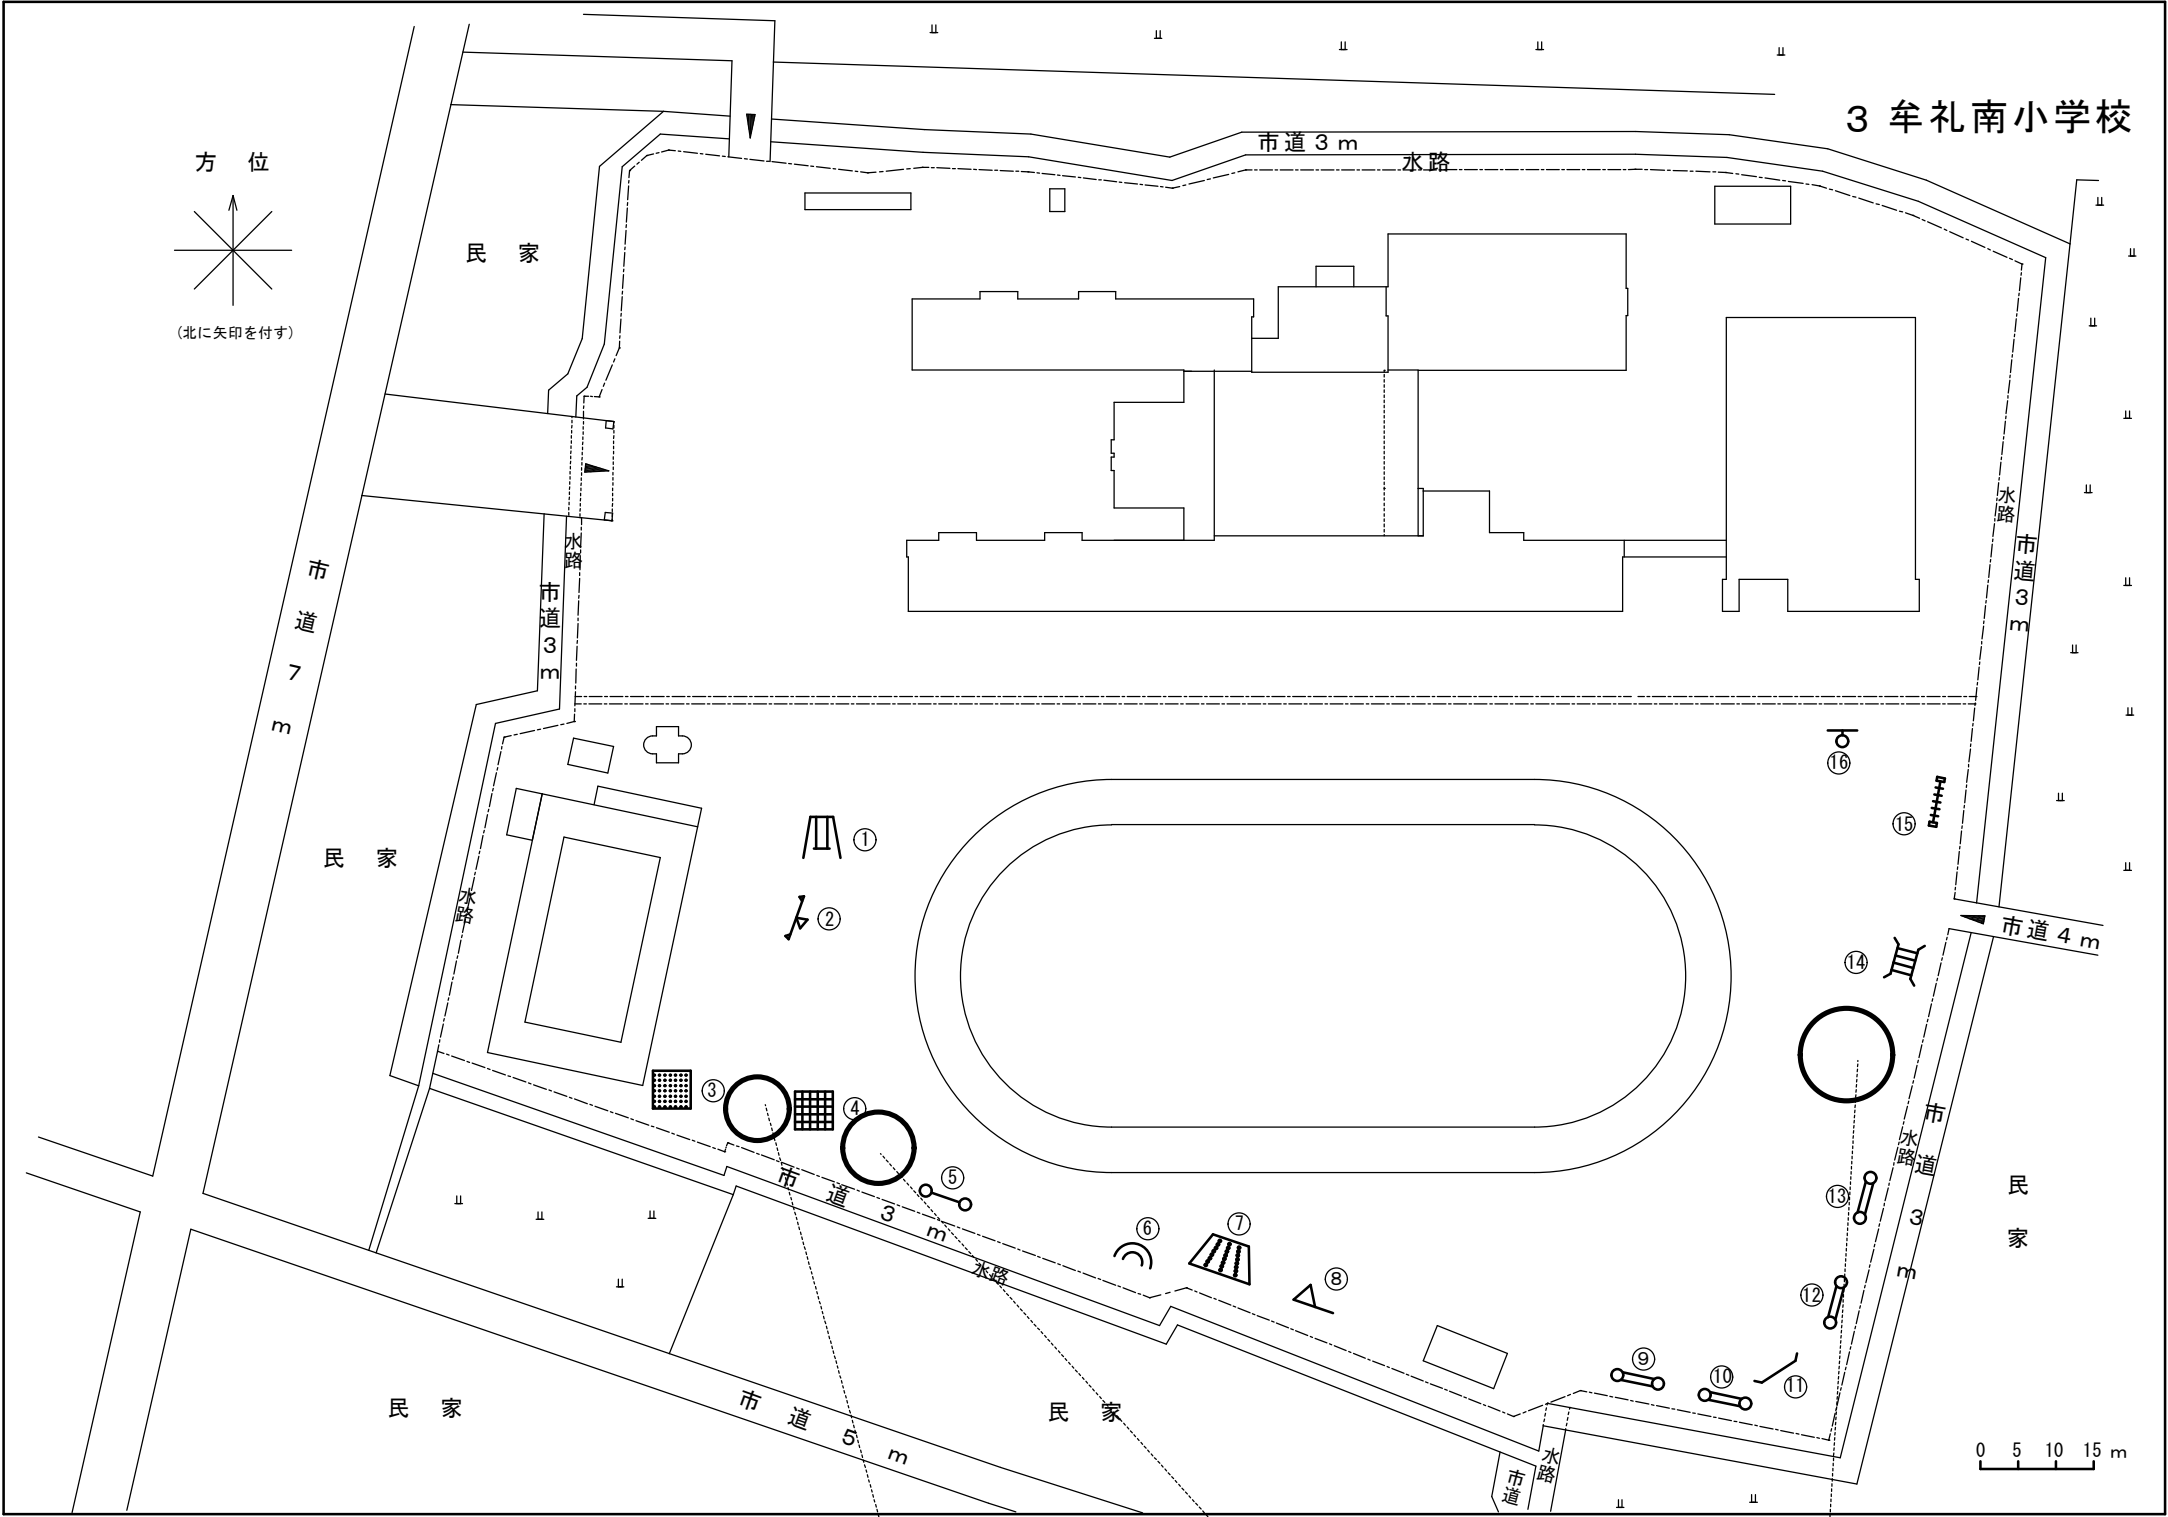 3 牟礼南小学校
方 位
(北に矢印を付す)
市道3m
水路
民 家
水路
市道3m
水路
市道3m
市道7m
民 家
水路
市道4m
①
②
③
④
⑤
⑥
⑦
⑧
⑨
⑩
⑪
⑫
⑬
⑭
⑮
⑯
市道3m
水路
市道3m
水路
民家
民 家
市道5m
民 家
市道
水路
0 5 10 15 m